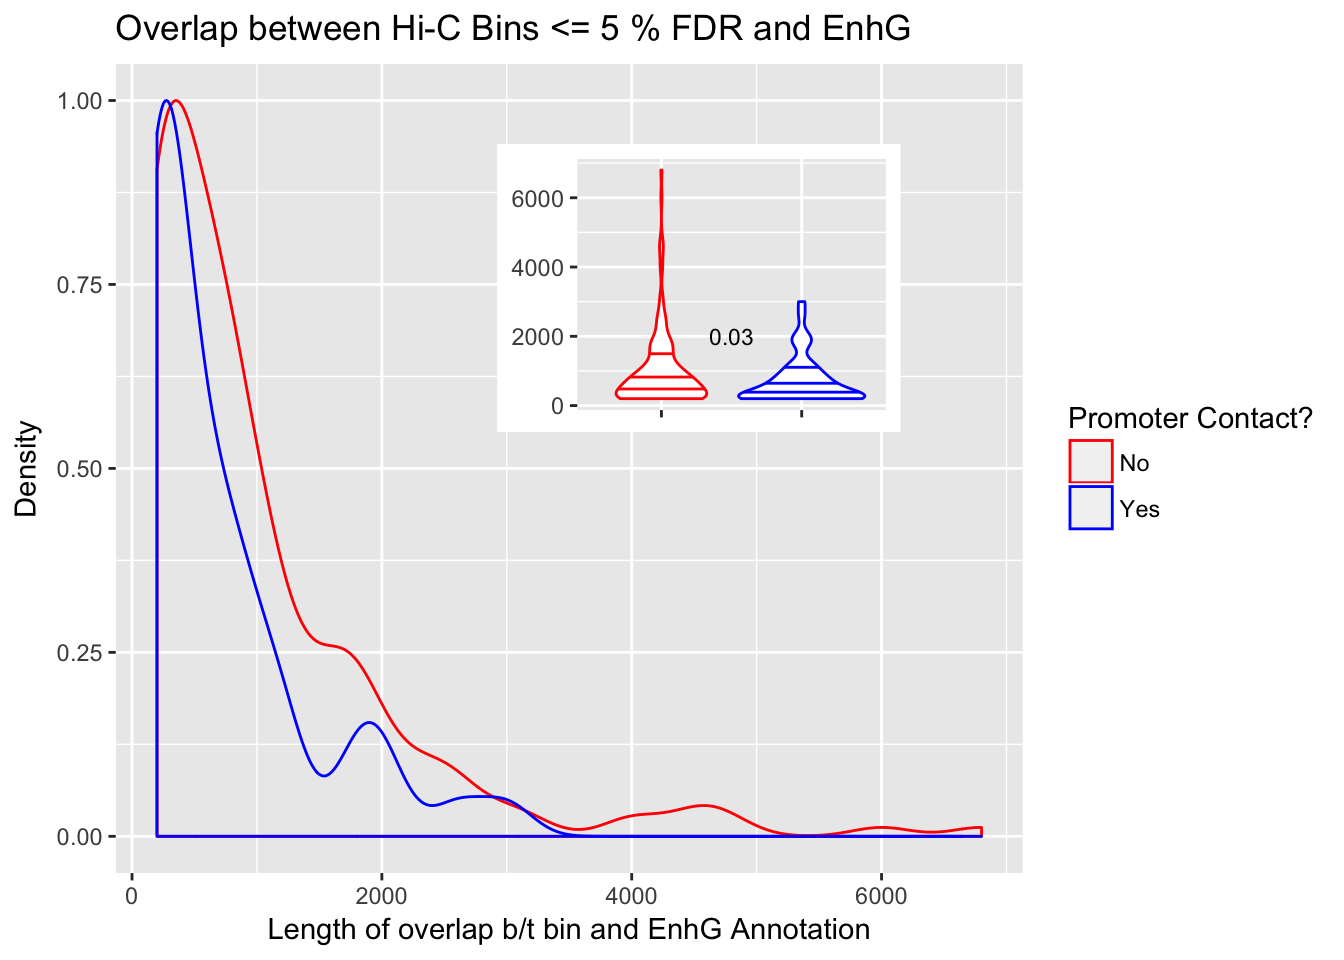 Overlap between Hi-C Bins <= 5 % FDR and EnhG
1.00
0.75
0.50
0.25
0.00
Density
0
2000
4000
6000
Length of overlap b/t bin and EnhG Annotation
6000
4000
2000
0
0.03
Promoter Contact?
No
Yes